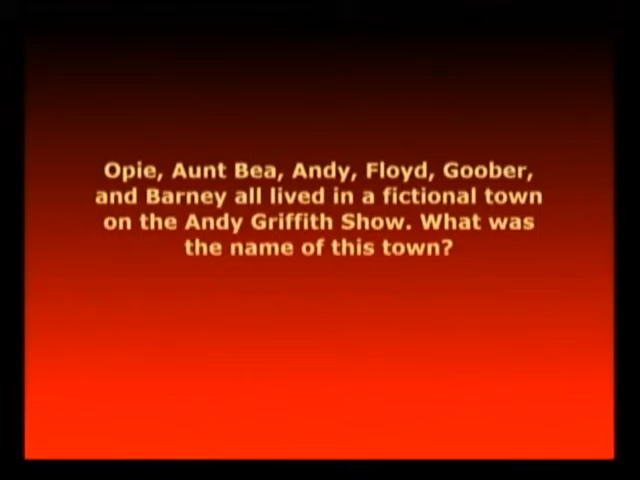 Opie, Aunt Bea, Andy, Floyd, Goober,
and Barney all lived in a fictional town
on the Andy Griffith Show. What was
the name of this town?